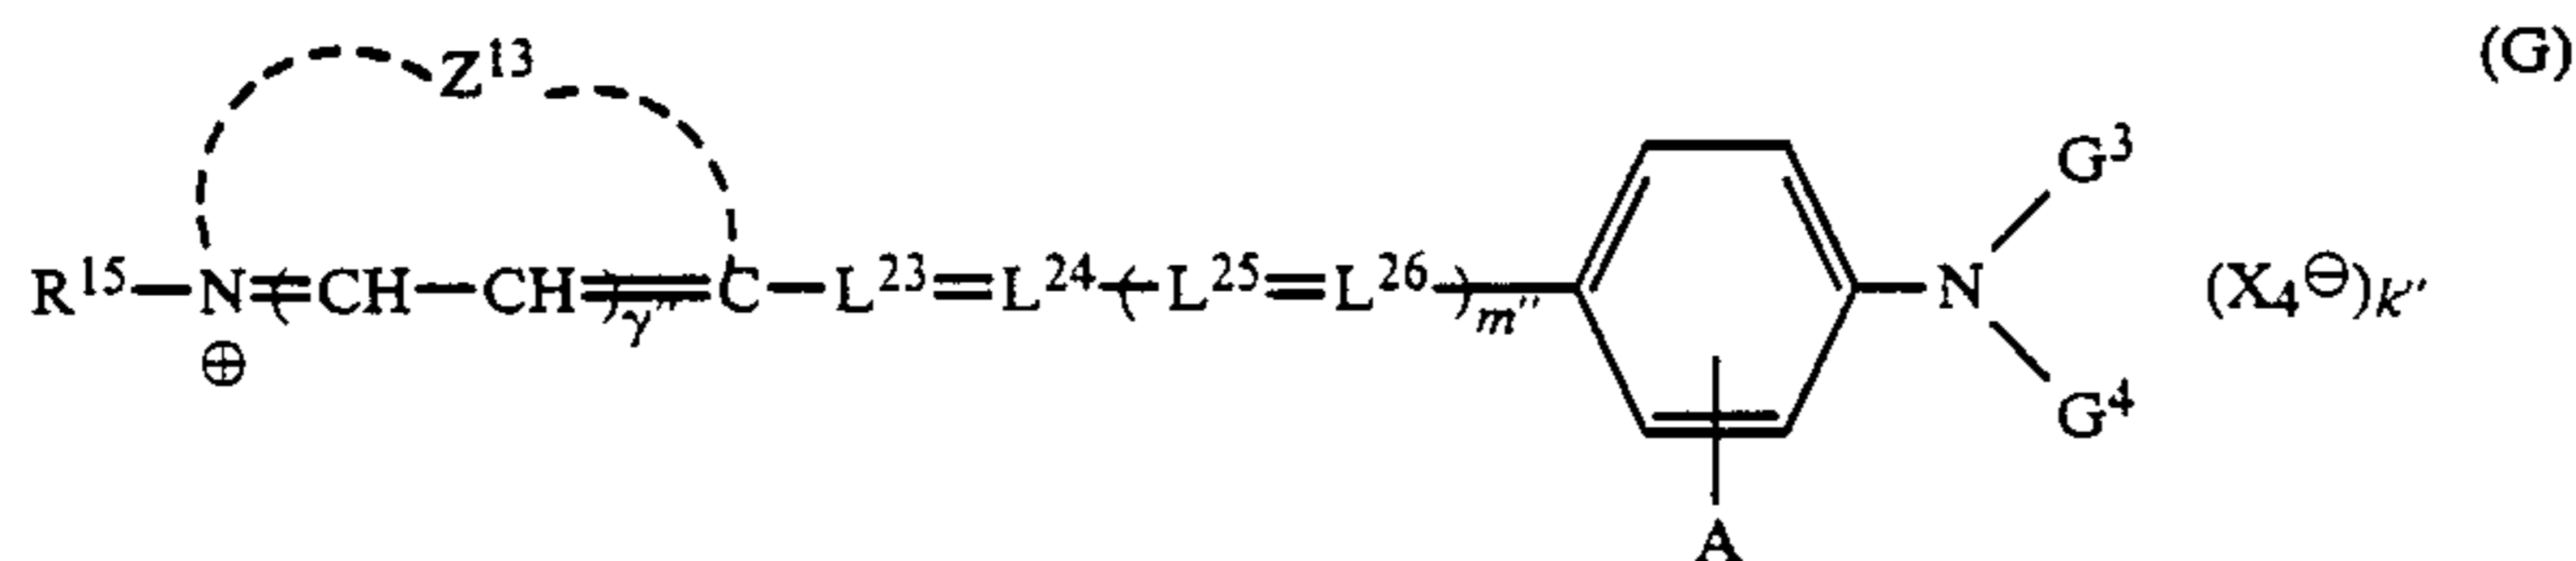 (G)
Z¹³
G³
R¹⁵—N=(CH—CH)=γ″C—L²³=L²⁴—(L²⁵=L²⁶)m″ N (X₄⊖)k″
⊕
G⁴
A